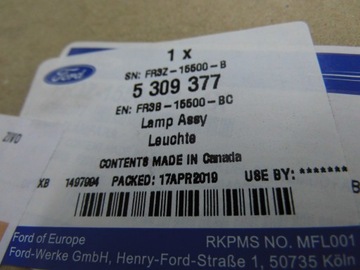 1 x
Ford
SN: FR3Z-15500-B
5 309 377
EN: FR3B-15500-BC
Lamp Assy
Leuchte
CONTENTS MADE IN Canada
XB 1497994 PACKED: 17APR2019 USE BY: *******
Ford of Europe
RKPMS NO. MFL001
Ford-Werke GmbH, Henry-Ford-Straße 1, 50735 Köln